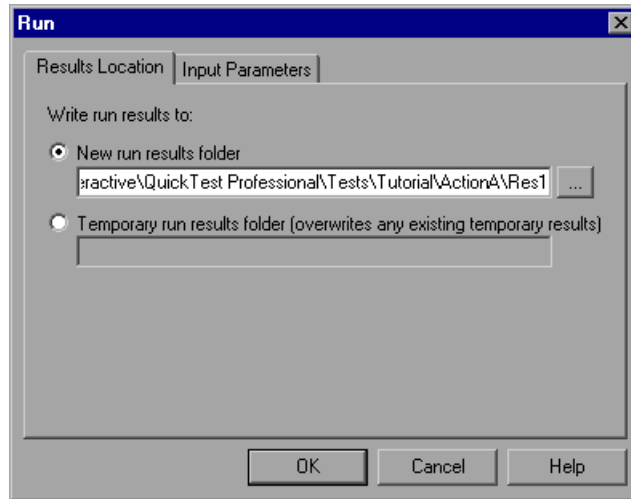 Run
Results Location Input Parameters
Write run results to:
New run results folder
eractive\QuickTest Professional\Tests\Tutorial\ActionA\Res1 ...
Temporary run results folder (overwrites any existing temporary results)
OK Cancel Help